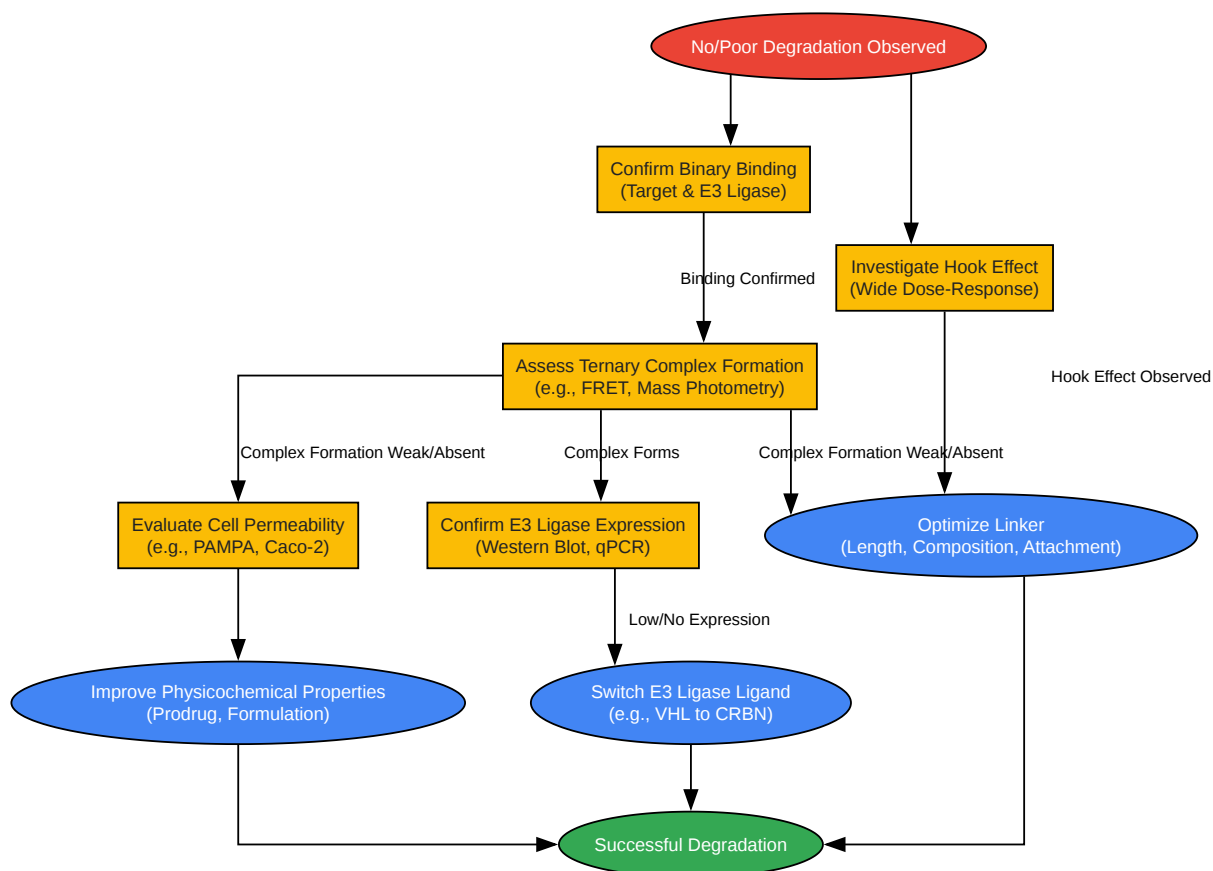 No/Poor Degradation Observed
Confirm Binary Binding
(Target & E3 Ligase)
Investigate Hook Effect
(Wide Dose-Response)
Binding Confirmed
Assess Ternary Complex Formation
(e.g., FRET, Mass Photometry)
Hook Effect Observed
Complex Formation Weak/Absent
Complex Forms
Complex Formation Weak/Absent
Evaluate Cell Permeability
(e.g., PAMPA, Caco-2)
Confirm E3 Ligase Expression
(Western Blot, qPCR)
Optimize Linker
(Length, Composition, Attachment)
Low/No Expression
Improve Physicochemical Properties
(Prodrug, Formulation)
Switch E3 Ligase Ligand
(e.g., VHL to CRBN)
Successful Degradation